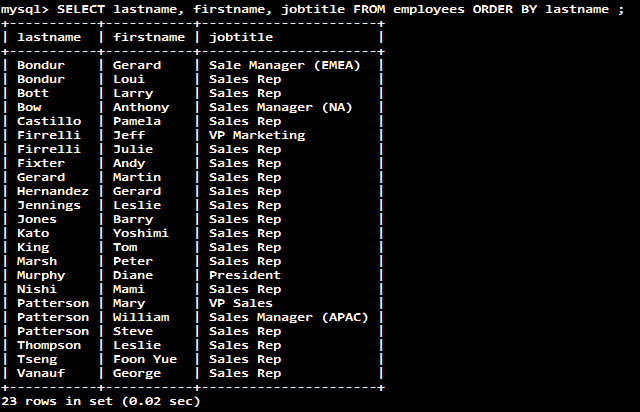 mysql> SELECT lastname, firstname, jobtitle FROM employees ORDER BY lastname ;
+-----------+-----------+----------------------+
| lastname  | firstname | jobtitle             |
+-----------+-----------+----------------------+
| Bondur    | Gerard    | Sale Manager (EMEA)  |
| Bondur    | Loui      | Sales Rep            |
| Bott      | Larry     | Sales Rep            |
| Bow       | Anthony   | Sales Manager (NA)   |
| Castillo  | Pamela    | Sales Rep            |
| Firrelli  | Jeff      | VP Marketing         |
| Firrelli  | Julie     | Sales Rep            |
| Fixter    | Andy      | Sales Rep            |
| Gerard    | Martin    | Sales Rep            |
| Hernandez | Gerard    | Sales Rep            |
| Jennings  | Leslie    | Sales Rep            |
| Jones     | Barry     | Sales Rep            |
| Kato      | Yoshimi   | Sales Rep            |
| King      | Tom       | Sales Rep            |
| Marsh     | Peter     | Sales Rep            |
| Murphy    | Diane     | President            |
| Nishi     | Mami      | Sales Rep            |
| Patterson | Mary      | VP Sales             |
| Patterson | William   | Sales Manager (APAC) |
| Patterson | Steve     | Sales Rep            |
| Thompson  | Leslie    | Sales Rep            |
| Tseng     | Foon Yue  | Sales Rep            |
| Vanauf    | George    | Sales Rep            |
+-----------+-----------+----------------------+
23 rows in set (0.02 sec)